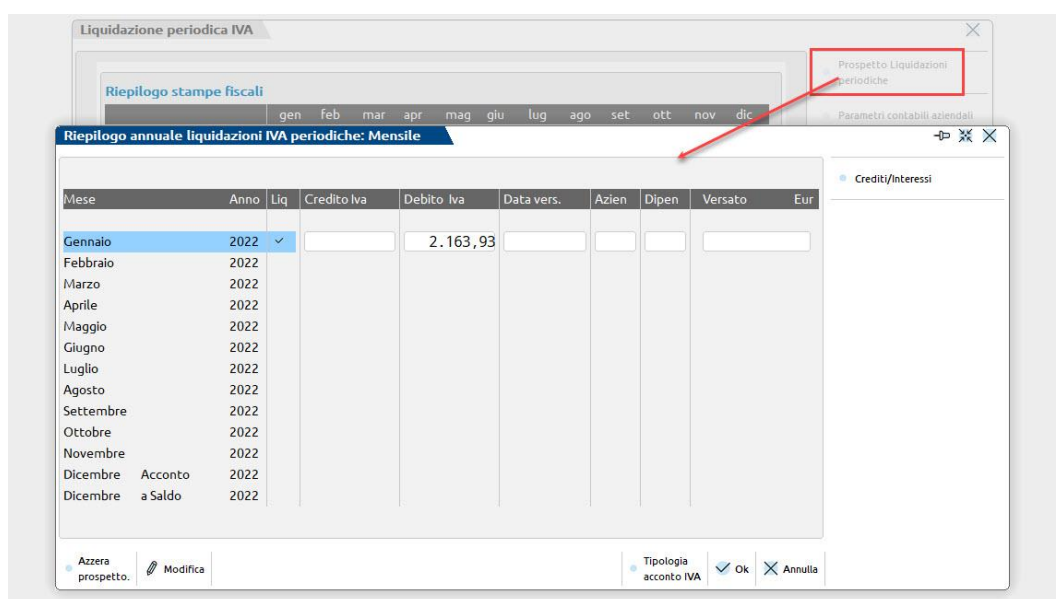 Liquidazione periodica IVA
Prospetto Liquidazioni
periodiche
Riepilogo stampe fiscali
gen feb mar apr mag giu lug ago set ott nov dic
Parametri contabili aziendali
Riepilogo annuale liquidazioni IVA periodiche: Mensile
Crediti/Interessi
Mese Anno Liq Credito Iva Debito Iva Data vers. Azien Dipen Versato Eur
Gennaio 2022 2.163,93
Febbraio 2022
Marzo 2022
Aprile 2022
Maggio 2022
Giugno 2022
Luglio 2022
Agosto 2022
Settembre 2022
Ottobre 2022
Novembre 2022
Dicembre Acconto 2022
Dicembre a Saldo 2022
Azzera
prospetto.
Modifica
Tipologia
acconto IVA
Ok
Annulla